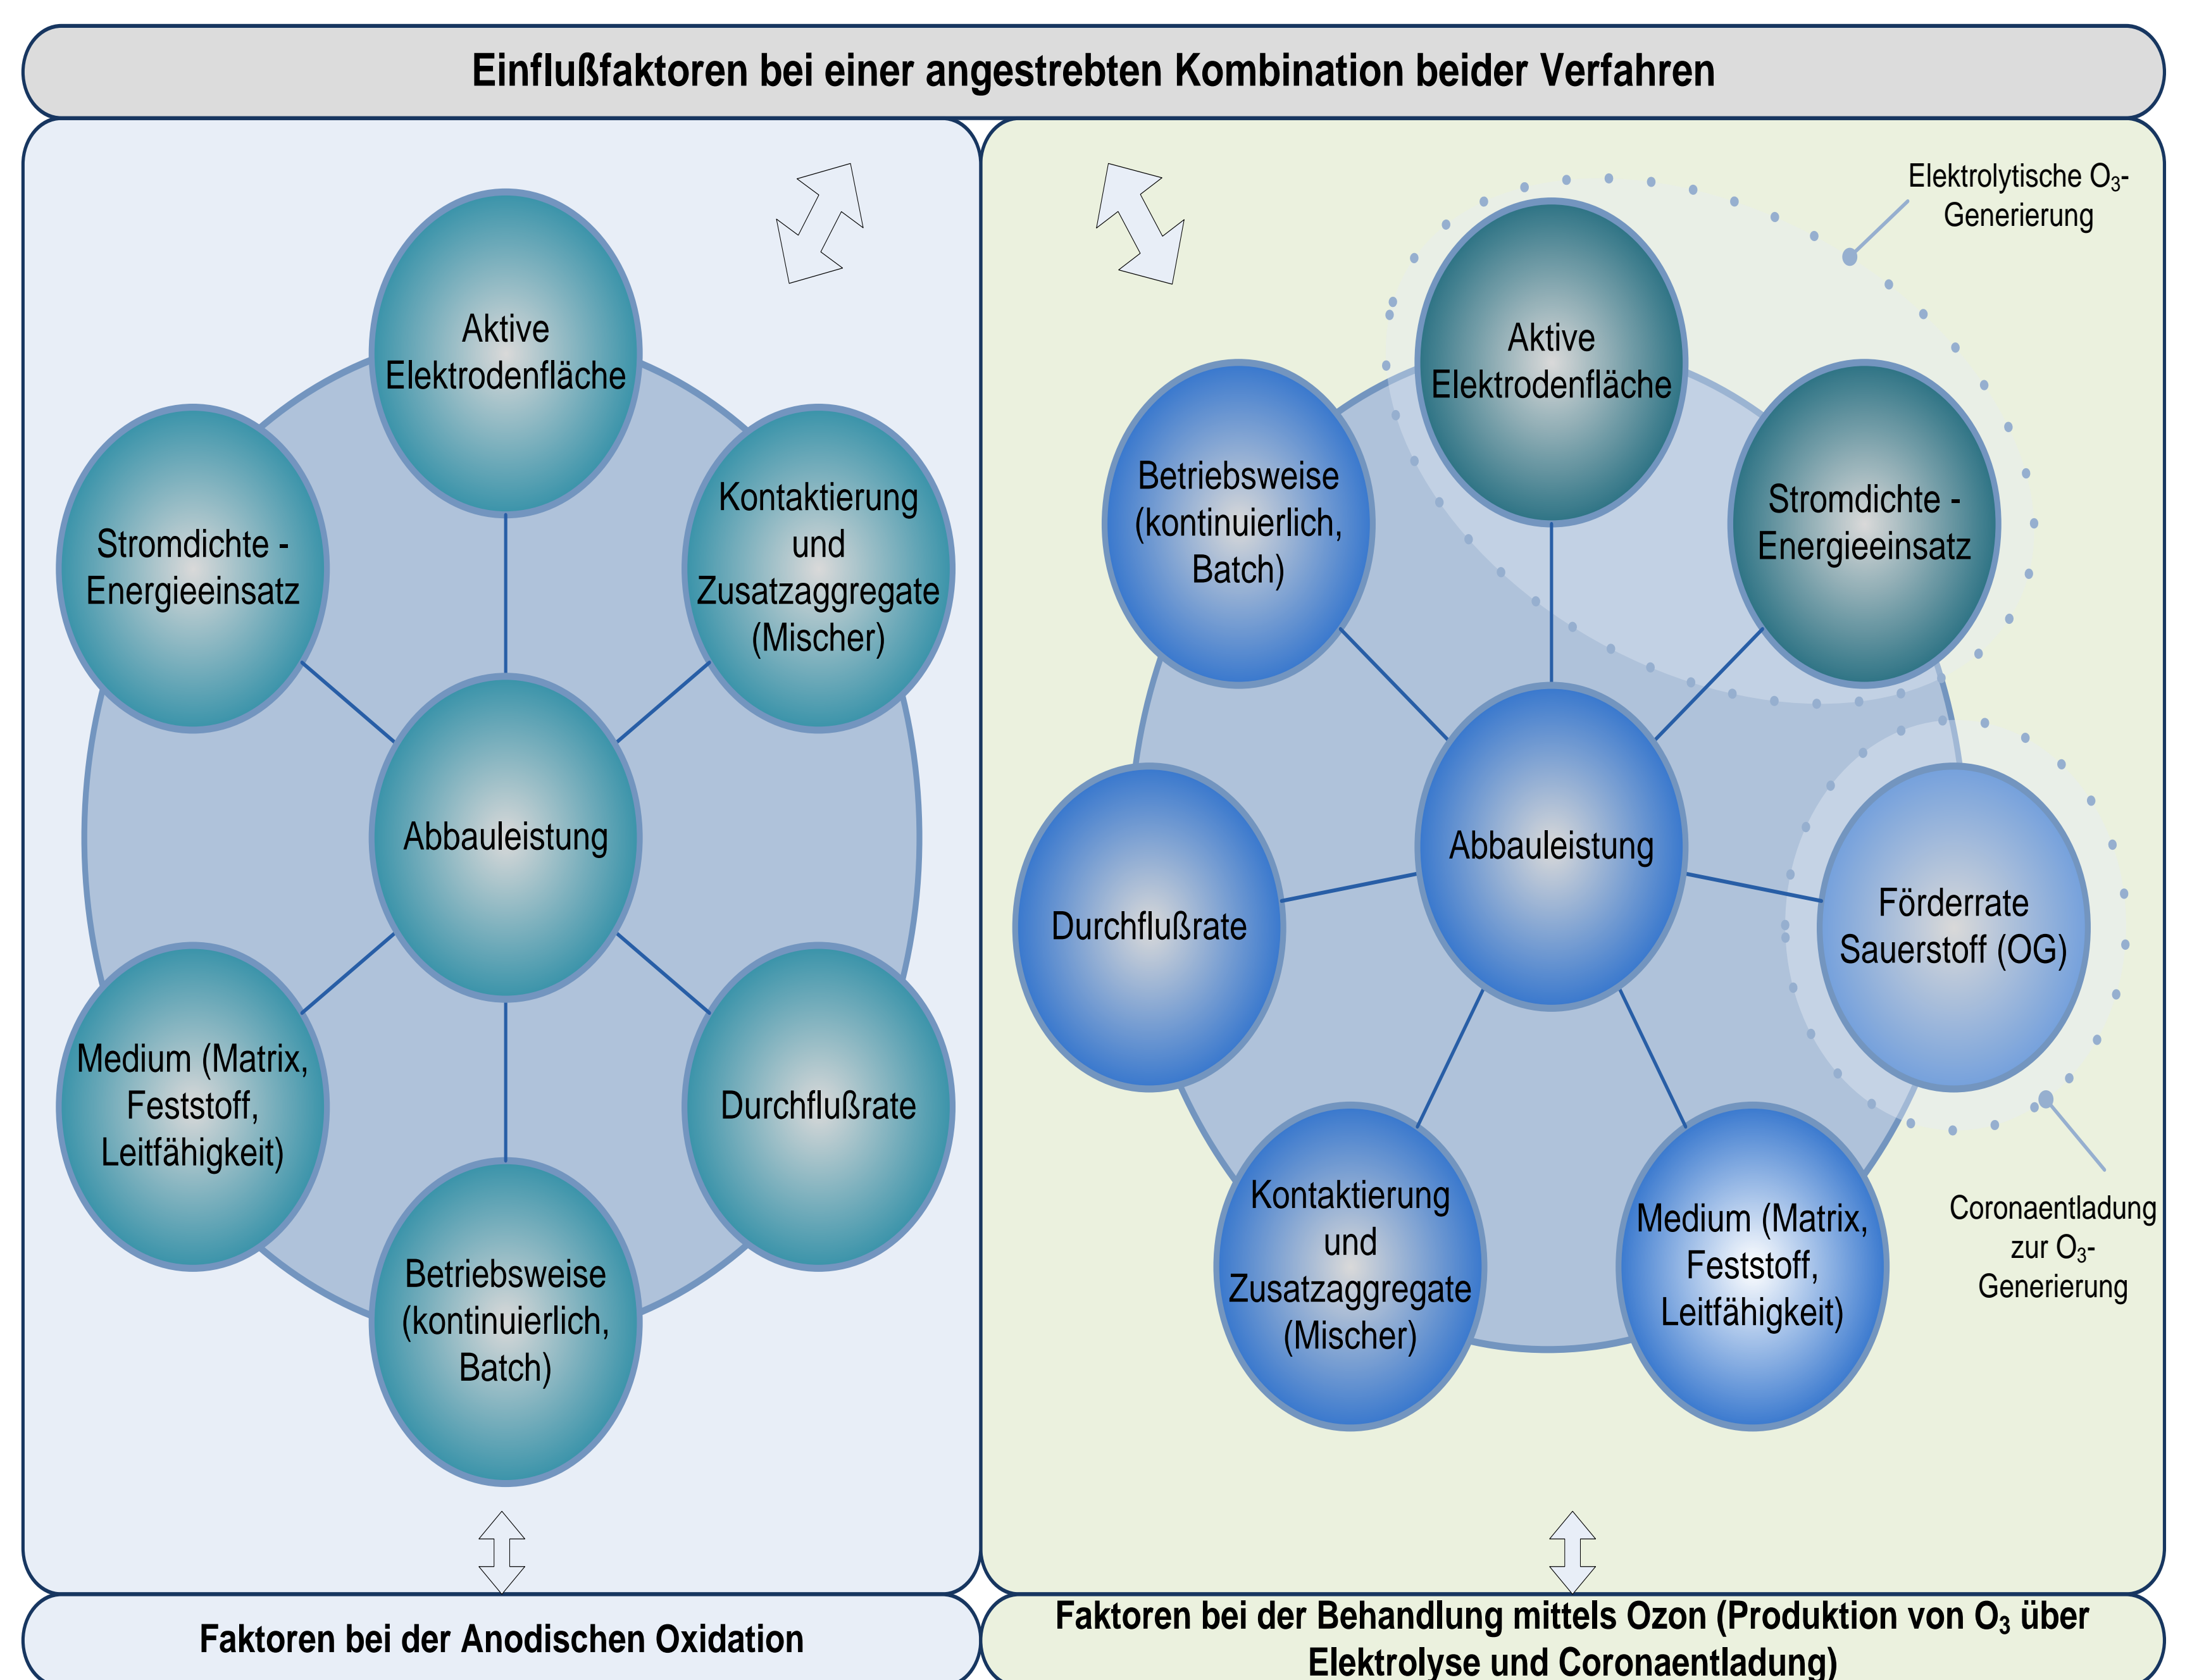 Einflußfaktoren bei einer angestrebten Kombination beider Verfahren
Aktive
Elektrodenfläche
Kontaktierung
und
Zusatzaggregate
(Mischer)
Stromdichte -
Energieeinsatz
Abbauleistung
Medium (Matrix,
Feststoff,
Leitfähigkeit)
Durchflußrate
Betriebsweise
(kontinuierlich,
Batch)
Faktoren bei der Anodischen Oxidation
Elektrolytische O₃-
Generierung
Aktive
Elektrodenfläche
Betriebsweise
(kontinuierlich,
Batch)
Stromdichte -
Energieeinsatz
Abbauleistung
Durchflußrate
Förderrate
Sauerstoff (OG)
Kontaktierung
und
Zusatzaggregate
(Mischer)
Medium (Matrix,
Feststoff,
Leitfähigkeit)
Coronaentladung
zur O₃-
Generierung
Faktoren bei der Behandlung mittels Ozon (Produktion von O₃ über
Elektrolyse und Coronaentladung)